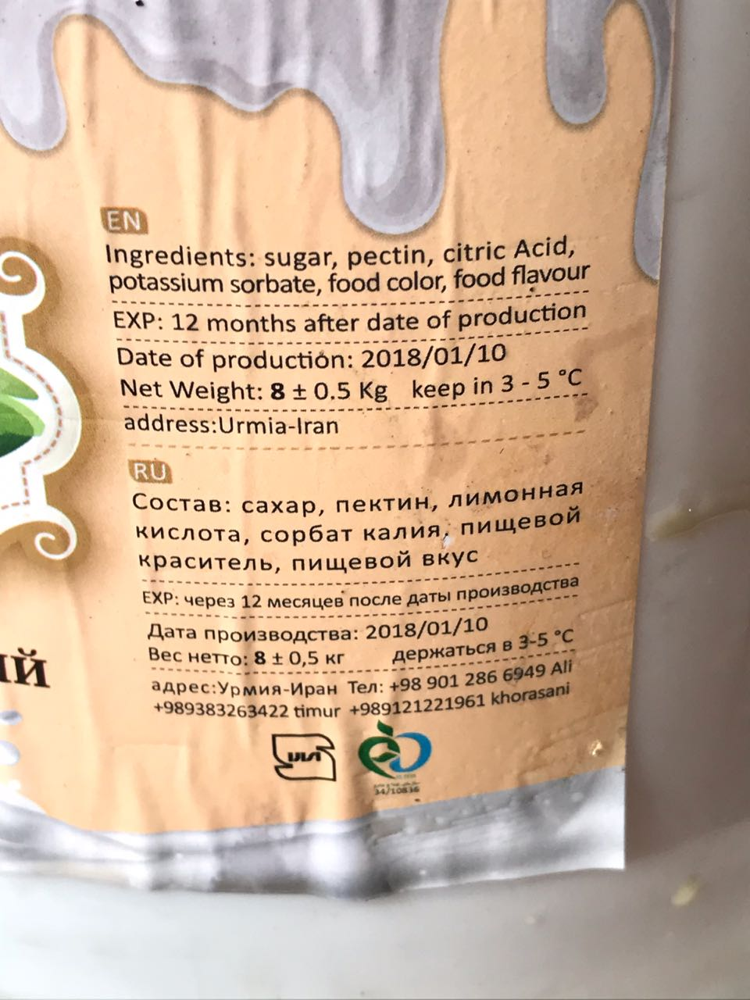 EN
Ingredients: sugar, pectin, citric Acid,
potassium sorbate, food color, food flavour
EXP: 12 months after date of production
Date of production: 2018/01/10
Net Weight: 8 ± 0.5 Kg keep in 3 - 5 °C
address:Urmia-Iran
RU
Состав: сахар, пектин, лимонная
кислота, сорбат калия, пищевой
краситель, пищевой вкус
EXP: через 12 месяцев после даты производства
Дата производства: 2018/01/10
Вес нетто: 8 ± 0,5 кг держаться в 3-5 °C
адрес:Урмия-Иран Тел: +98 901 286 6949 Ali
+989383263422 timur +989121221961 khorasani
ий
34/10836